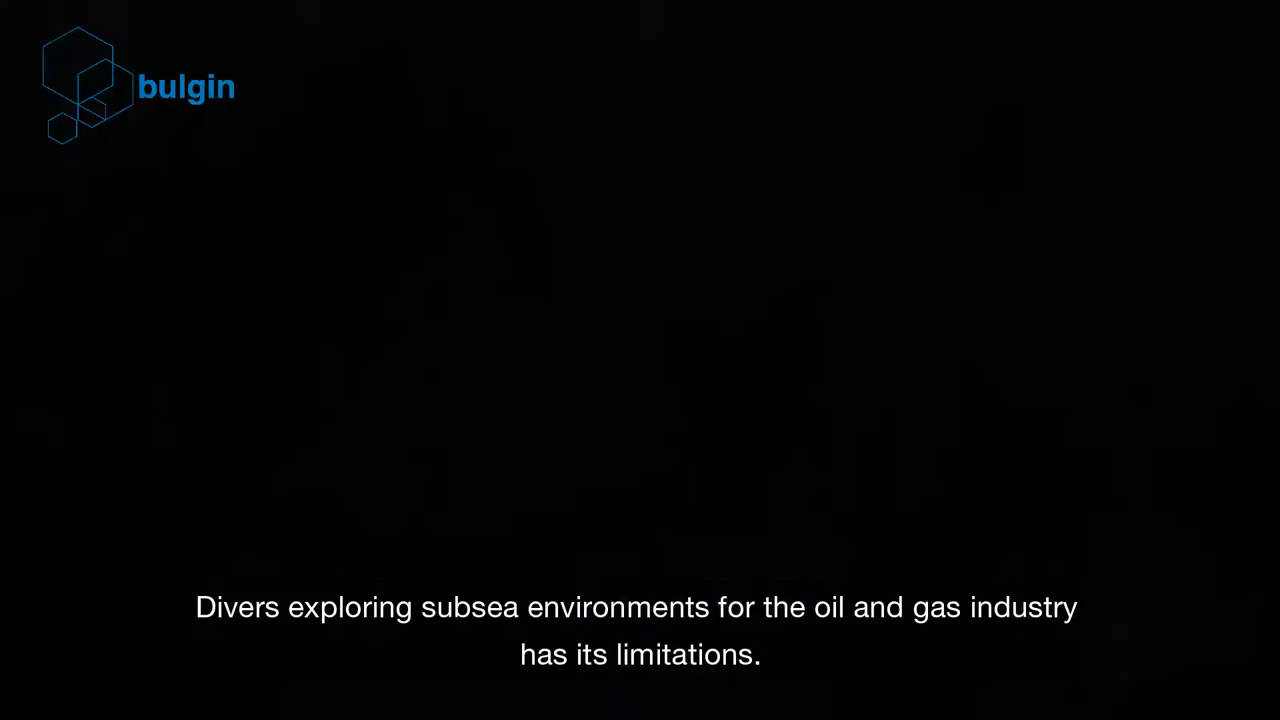 bulgin
Divers exploring subsea environments for the oil and gas industry
has its limitations.